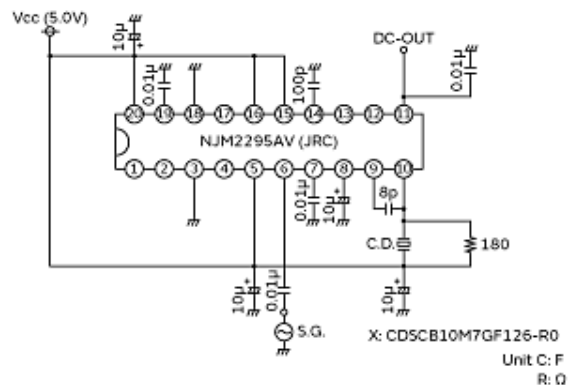 Vcc (5.0V)
10μ
+
0.01μ
100p
DC-OUT
0.01μ
20 19 18 17 16 15 14 13 12 11
NJM2295AV (JRC)
1 2 3 4 5 6 7 8 9 10
0.01μ
10μ
+
8p
C.D.
180
10μ
+
0.01μ
10μ
+
S.G.
X: CDSCB10M7GF126-R0
Unit C: F
R: Ω